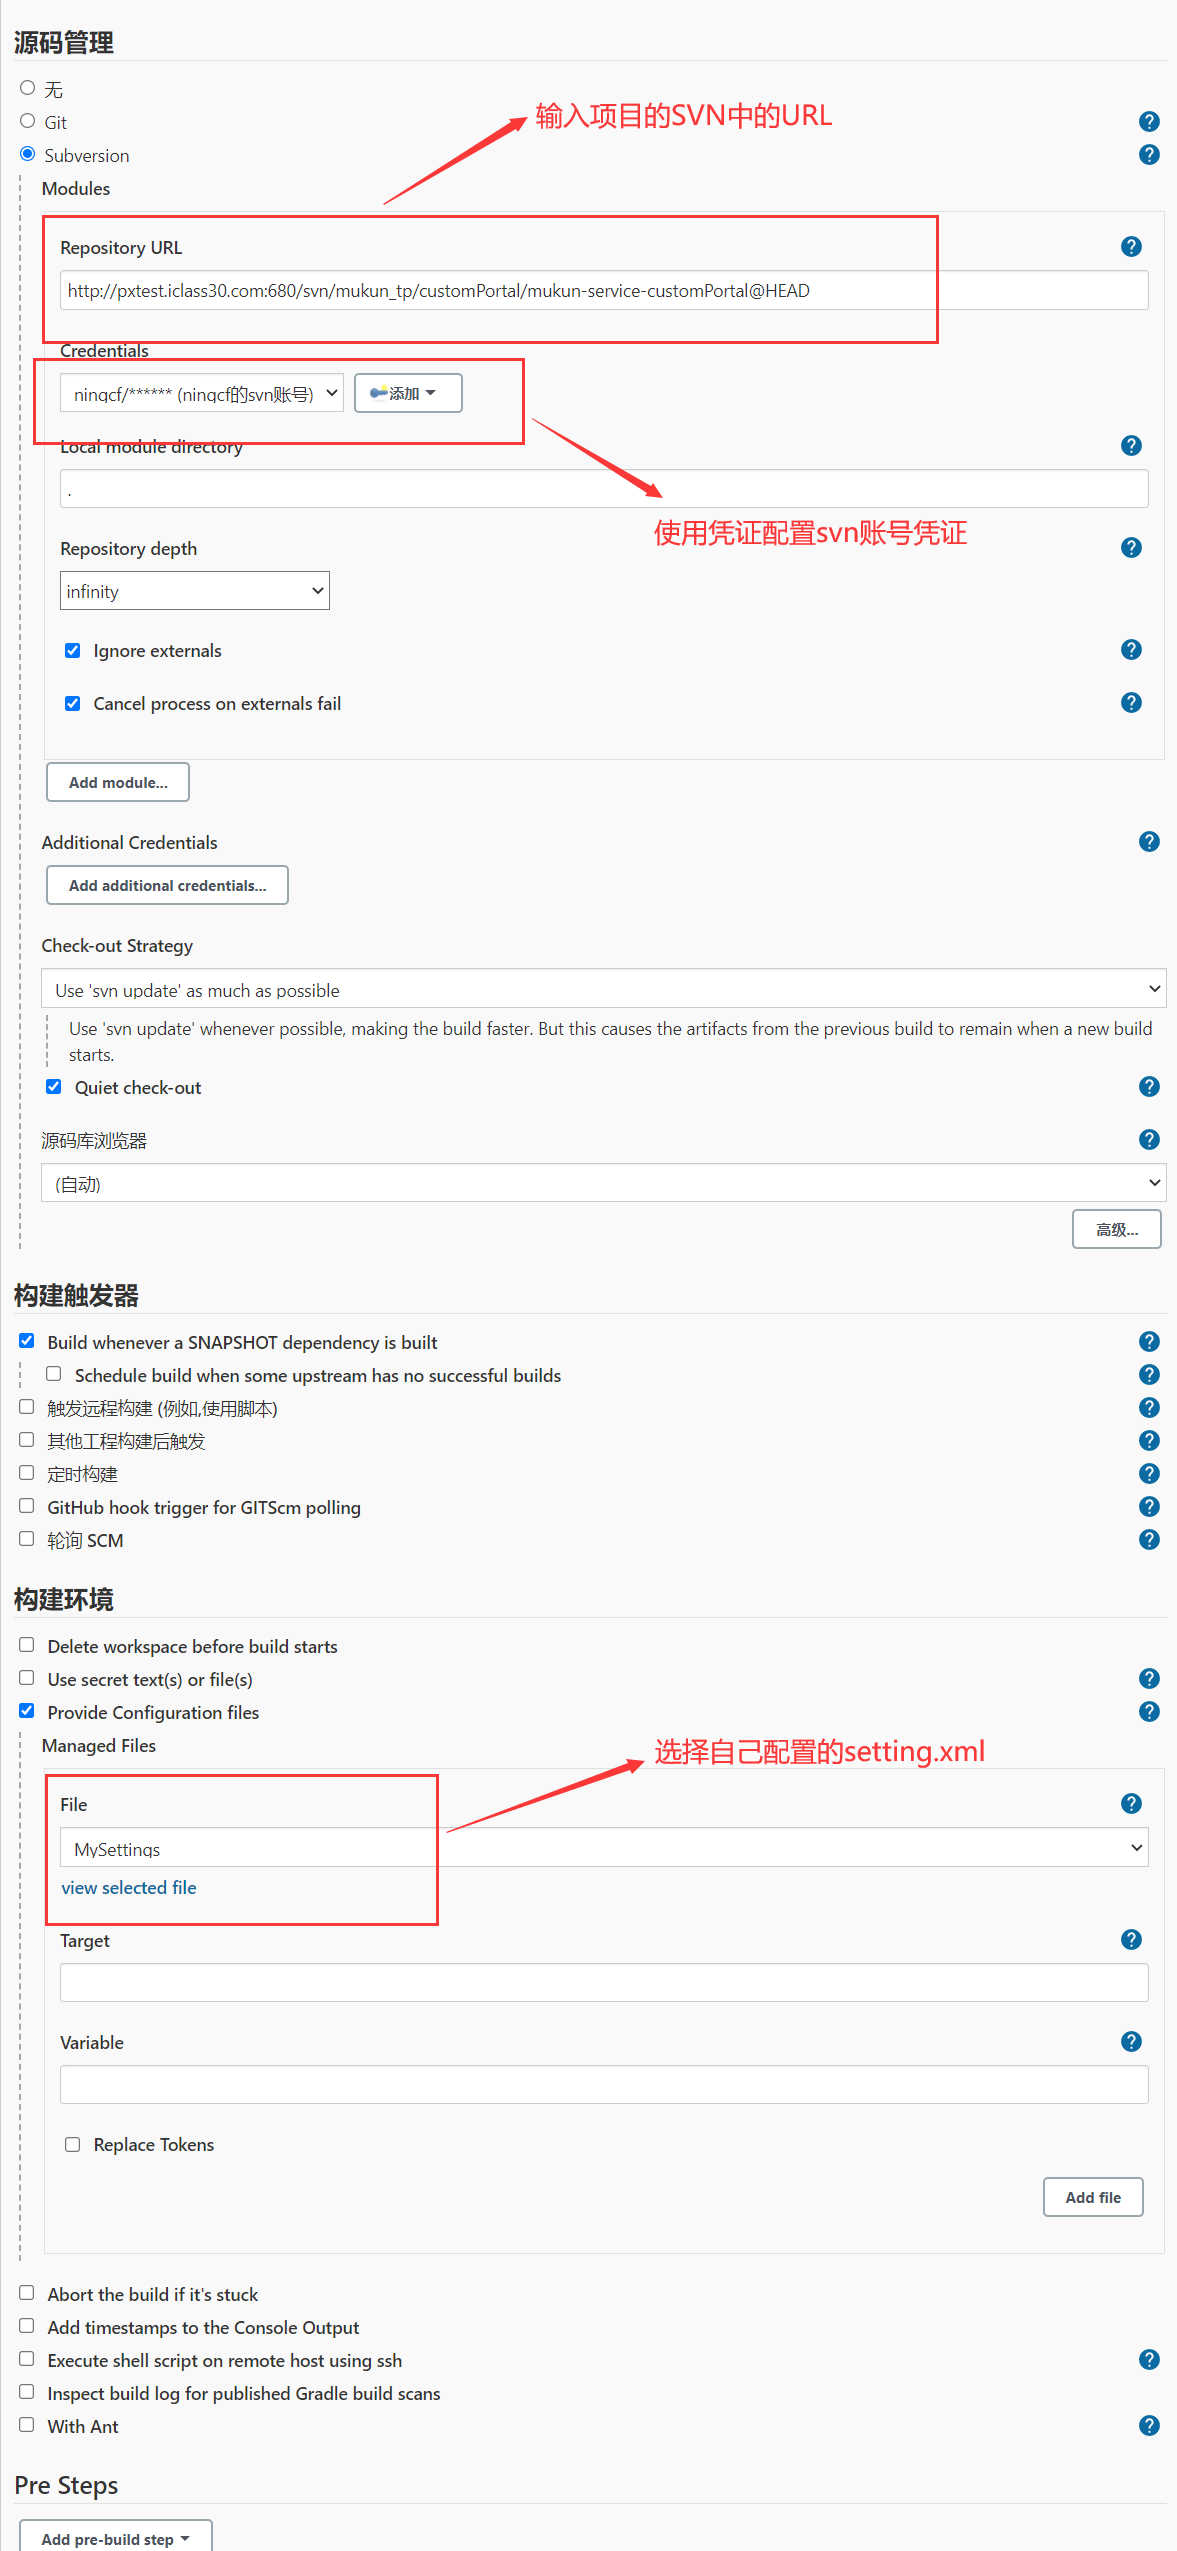 源码管理
无
Git
输入项目的SVN中的URL
Subversion
Modules
Repository URL
http://pxtest.iclass30.com:680/svn/mukun_tp/customPortal/mukun-service-customPortal@HEAD
Credentials
ningcf/****** (ningcf的svn账号)
添加
Local module directory
.
使用凭证配置svn账号凭证
Repository depth
infinity
Ignore externals
Cancel process on externals fail
Add module...
Additional Credentials
Add additional credentials...
Check-out Strategy
Use 'svn update' as much as possible
Use 'svn update' whenever possible, making the build faster. But this causes the artifacts from the previous build to remain when a new build
starts.
Quiet check-out
源码库浏览器
(自动)
高级...
构建触发器
Build whenever a SNAPSHOT dependency is built
Schedule build when some upstream has no successful builds
触发远程构建 (例如,使用脚本)
其他工程构建后触发
定时构建
GitHub hook trigger for GITScm polling
轮询 SCM
构建环境
Delete workspace before build starts
Use secret text(s) or file(s)
Provide Configuration files
Managed Files
选择自己配置的setting.xml
File
MySettings
view selected file
Target
Variable
Replace Tokens
Add file
Abort the build if it's stuck
Add timestamps to the Console Output
Execute shell script on remote host using ssh
Inspect build log for published Gradle build scans
With Ant
Pre Steps
Add pre-build step